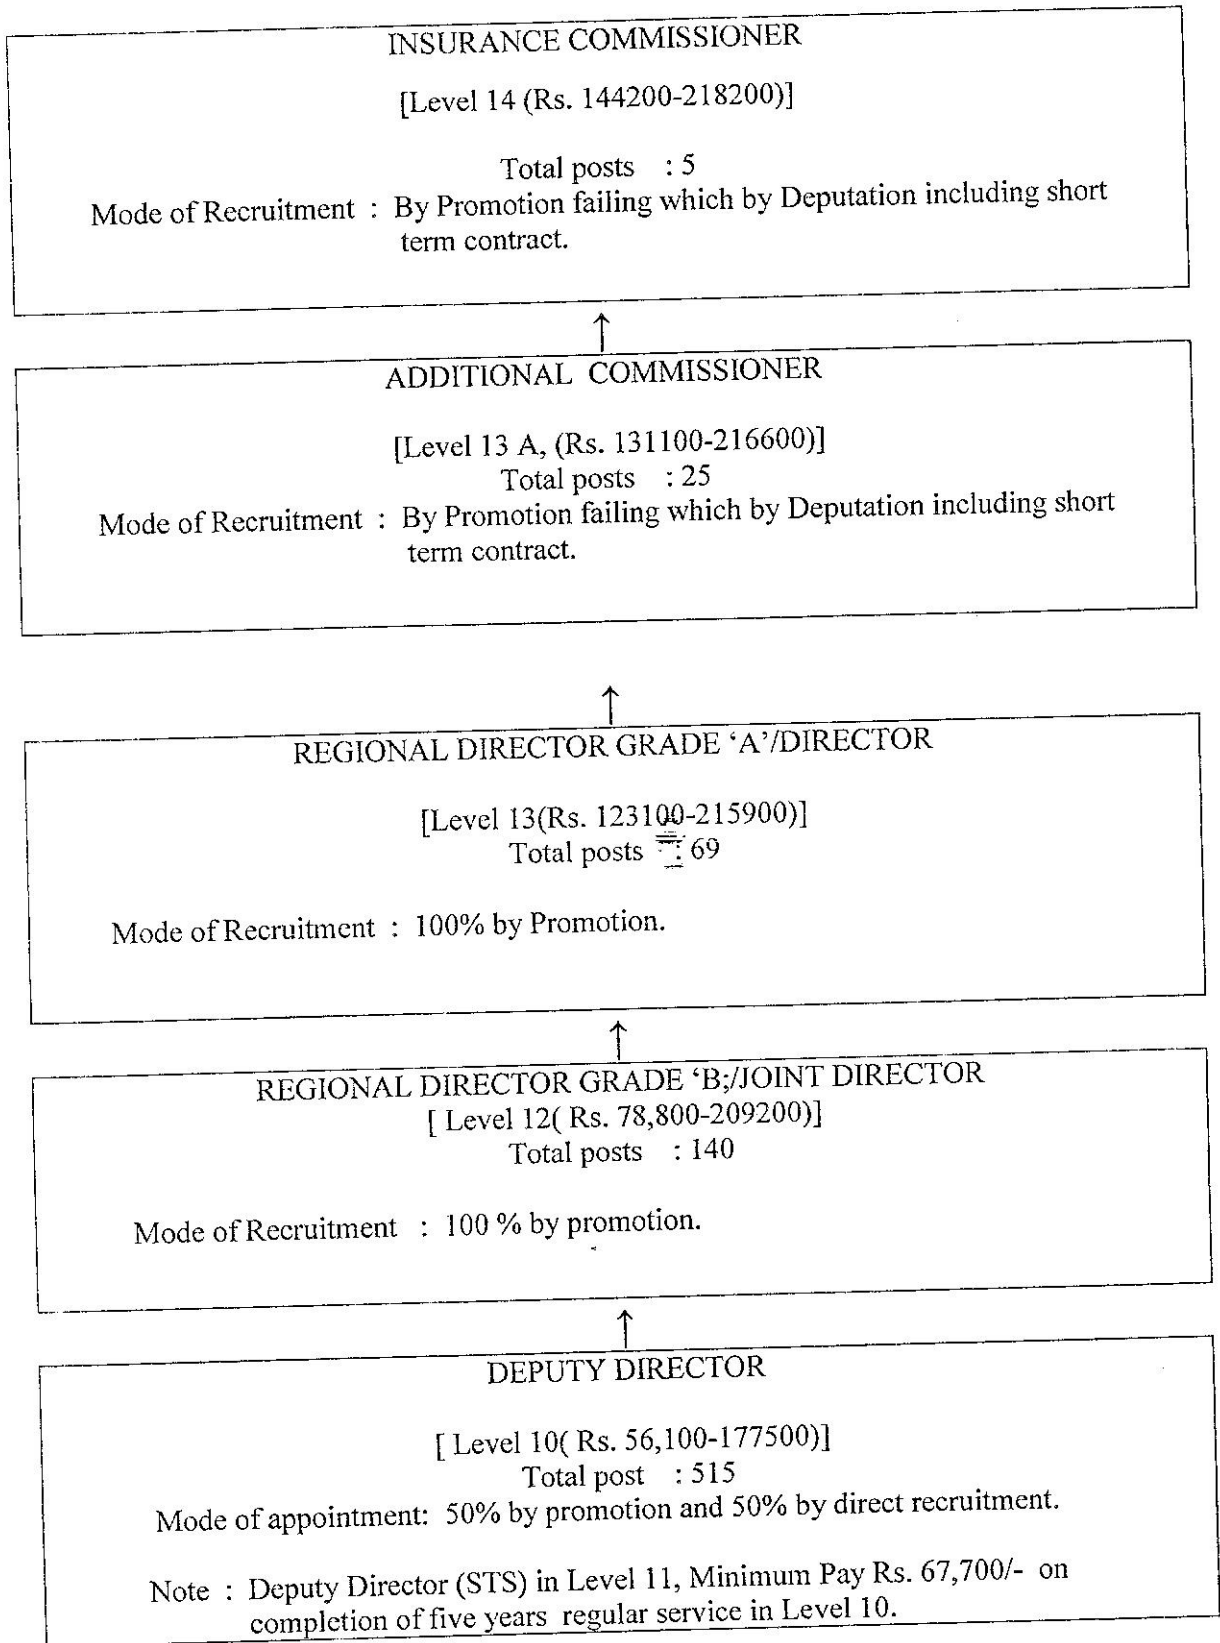 INSURANCE COMMISSIONER
[Level 14 (Rs. 144200-218200)]
Total posts : 5
Mode of Recruitment : By Promotion failing which by Deputation including short
term contract.
↑
ADDITIONAL COMMISSIONER
[Level 13 A, (Rs. 131100-216600)]
Total posts : 25
Mode of Recruitment : By Promotion failing which by Deputation including short
term contract.
↑
REGIONAL DIRECTOR GRADE ‘A’/DIRECTOR
[Level 13(Rs. 123100-215900)]
Total posts : 69
Mode of Recruitment : 100% by Promotion.
↑
REGIONAL DIRECTOR GRADE ‘B;/JOINT DIRECTOR
[ Level 12( Rs. 78,800-209200)]
Total posts : 140
Mode of Recruitment : 100 % by promotion.
↑
DEPUTY DIRECTOR
[ Level 10( Rs. 56,100-177500)]
Total post : 515
Mode of appointment: 50% by promotion and 50% by direct recruitment.
Note : Deputy Director (STS) in Level 11, Minimum Pay Rs. 67,700/- on
completion of five years regular service in Level 10.